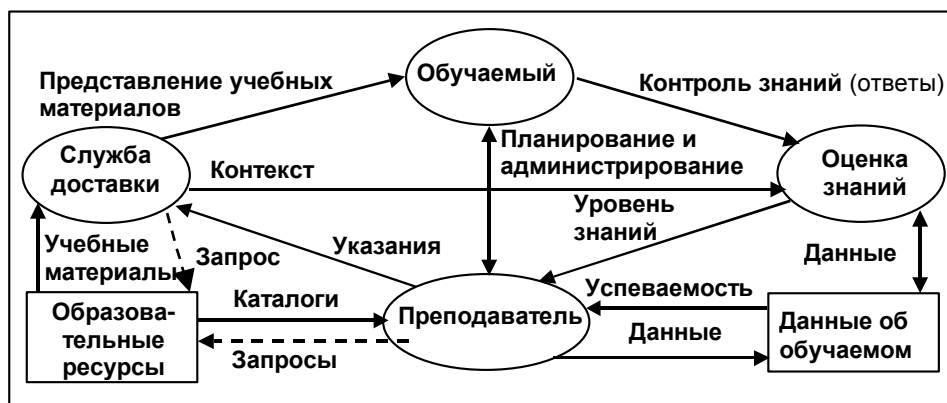 Обучаемый
Представление учебных
материалов
Контроль знаний (ответы)
Планирование и
администрирование
Служба
доставки
Контекст
Оценка
знаний
Уровень
знаний
Указания
Учебные
материалы
Запрос
Данные
Каталоги
Успеваемость
Образова-
тельные
ресурсы
Преподаватель
Данные об
обучаемом
Запросы
Данные